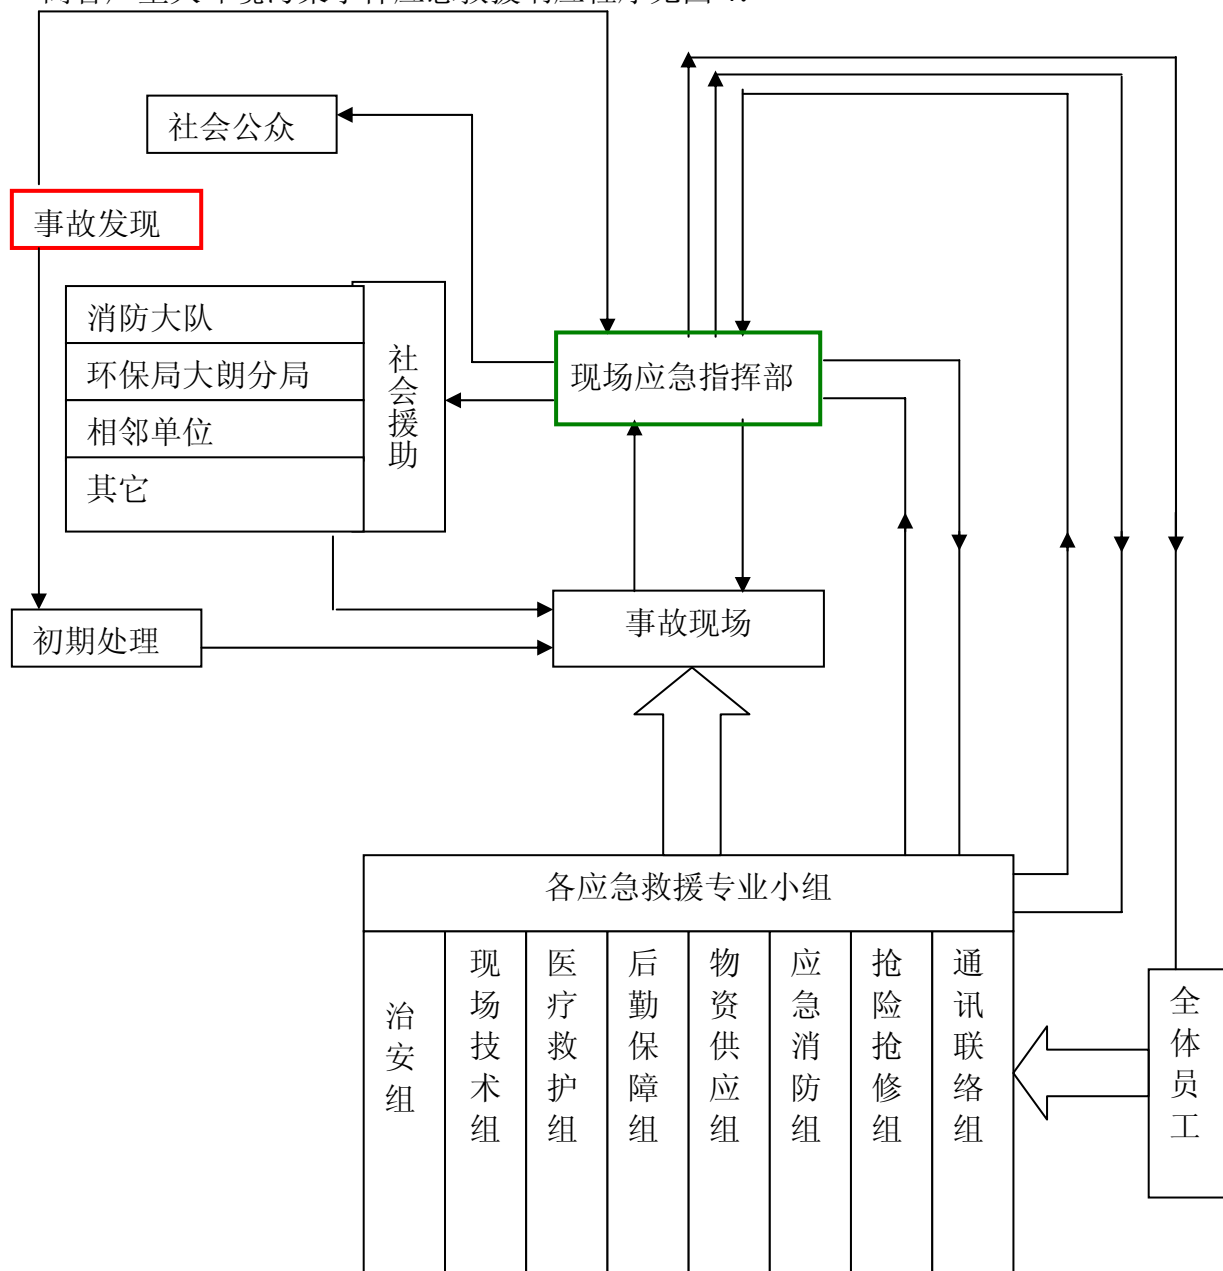 社会公众
事故发现
消防大队
环保局大朗分局
相邻单位
其它
社会援助
现场应急指挥部
初期处理
事故现场
各应急救援专业小组
治安组
现场技术组
医疗救护组
后勤保障组
物资供应组
应急消防组
抢险抢修组
通讯联络组
全体员工